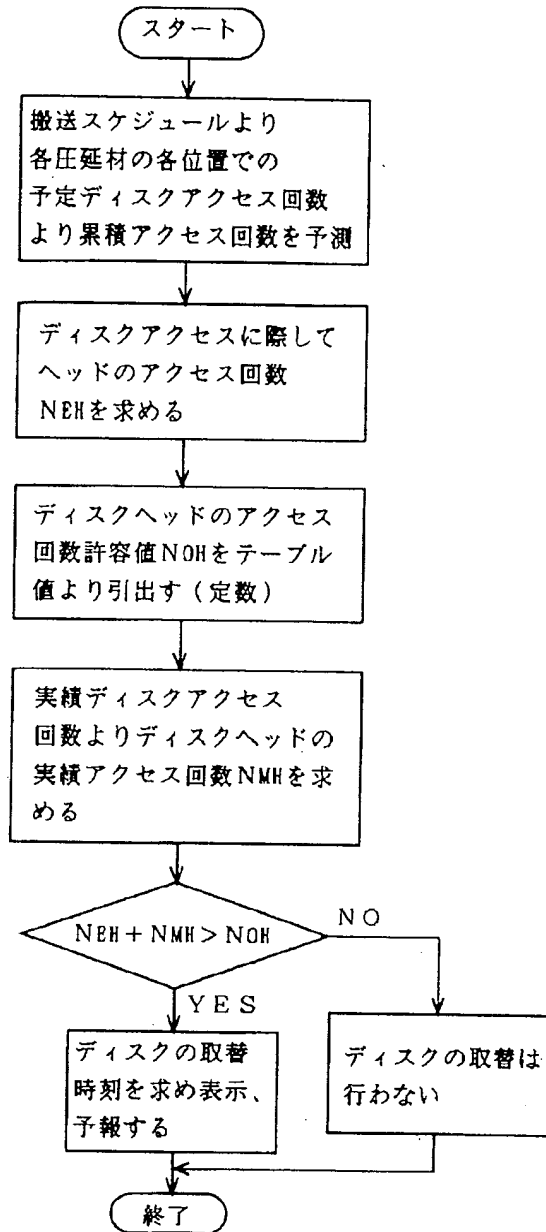 スタート
搬送スケジュールより
各圧延材の各位置での
予定ディスクアクセス回数
より累積アクセス回数を予測
ディスクアクセスに際して
ヘッドのアクセス回数
NEHを求める
ディスクヘッドのアクセス
回数許容値NOHをテーブル
値より引出す(定数)
実績ディスクアクセス
回数よりディスクヘッドの
実績アクセス回数NMHを求
める
NEH+NMH>NOH
NO
YES
ディスクの取替
時刻を求め表示、
予報する
ディスクの取替は
行わない
終了